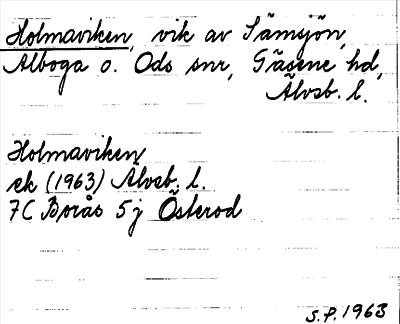 Holmaviken, vik av Sämsjön,
Alboga o. Ods snr, Gäsene hd,
Älvsb. l.
Holmaviken
ek (1963) Älvsb. l.
7C Borås 5j Österod
S.P. 1963